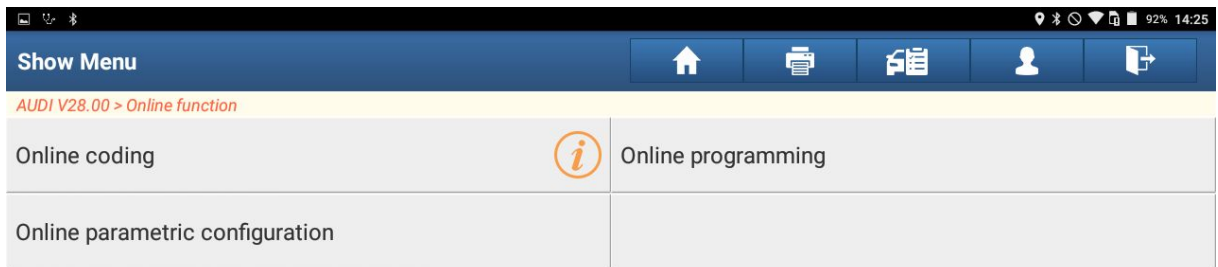 92% 14:25
Show Menu
AUDI V28.00 > Online function
Online coding
i
Online programming
Online parametric configuration